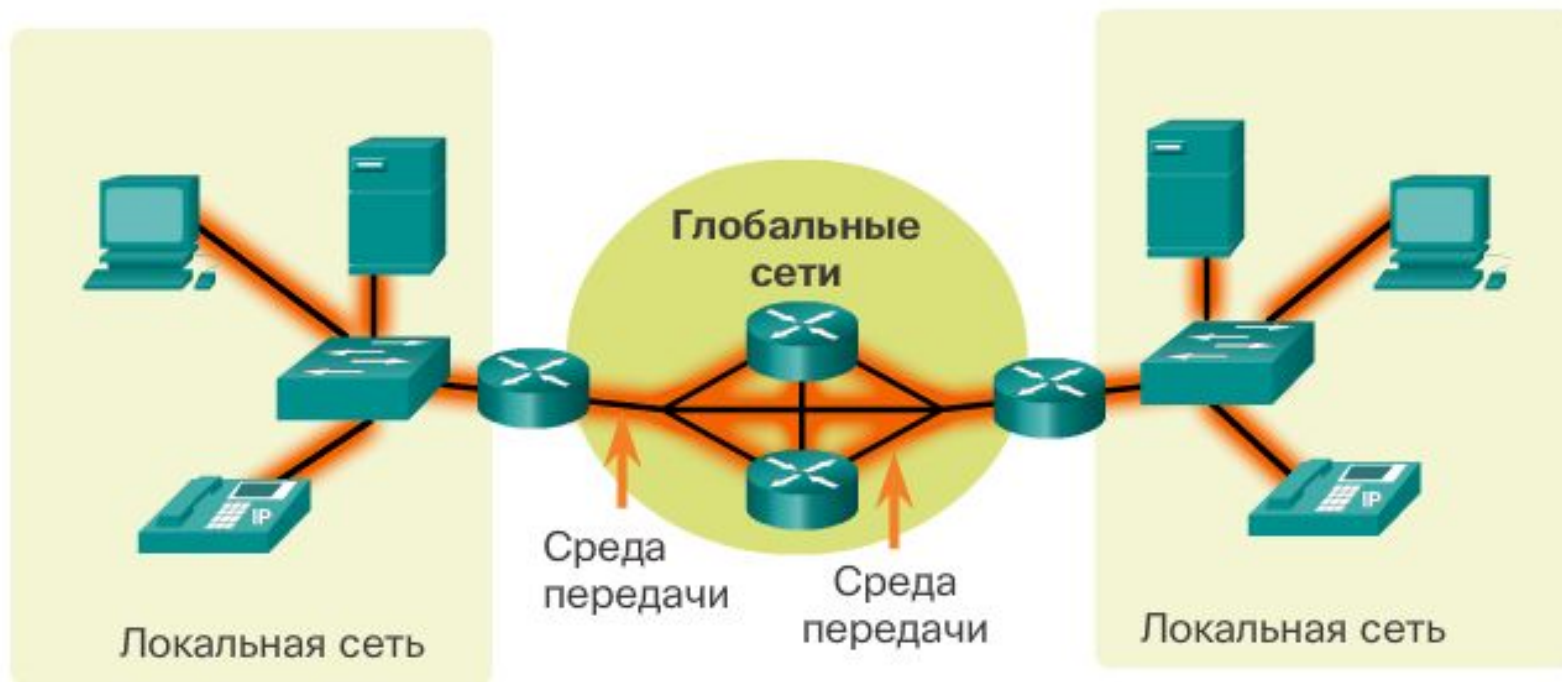 Глобальные
сети
IP
IP
Среда
передачи
Среда
передачи
Локальная сеть
Локальная сеть